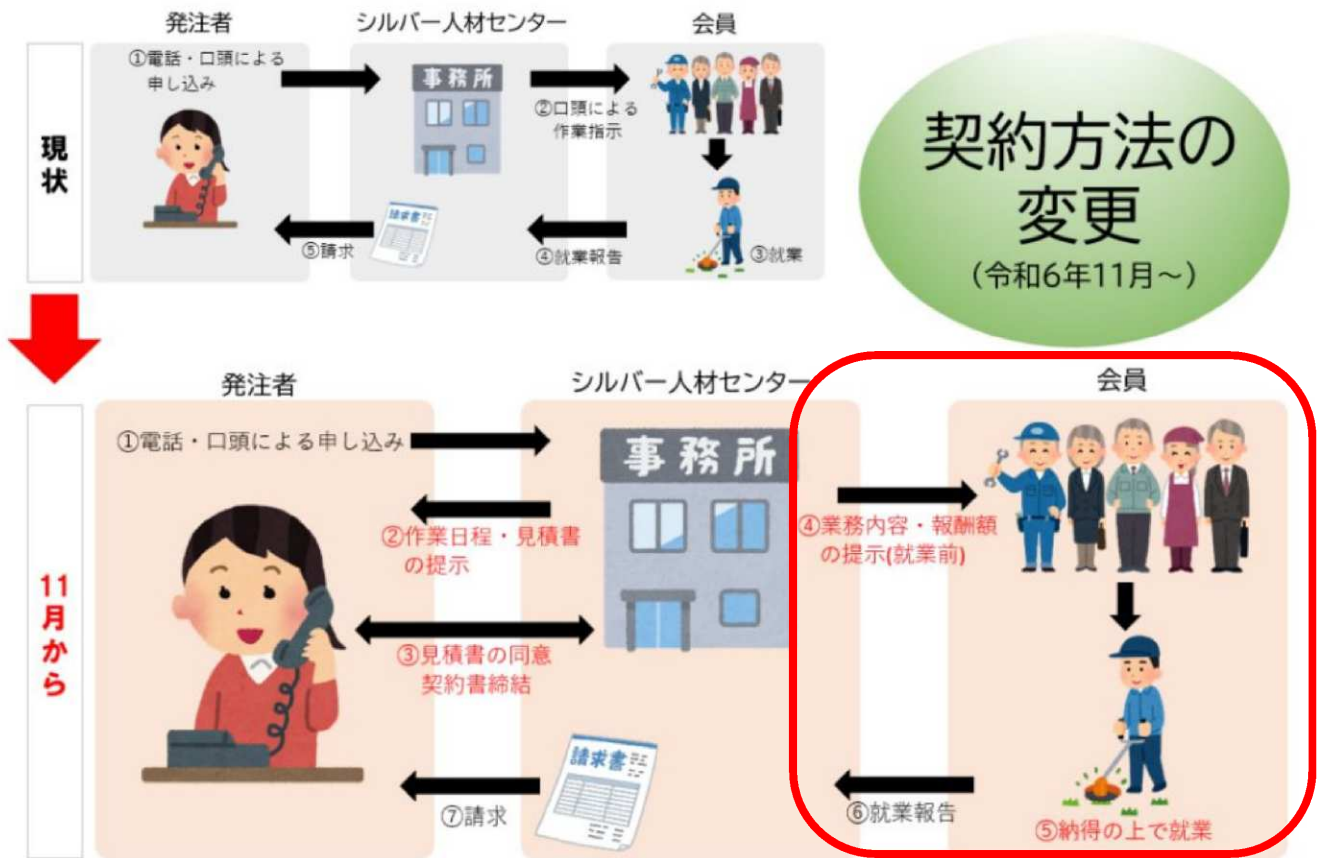 発注者
シルバー人材センター
会員
①電話・口頭による
申し込み
事務所
②口頭による
作業指示
現状
請求書
⑤請求
④就業報告
③就業
契約方法の
変更
（令和6年11月～）
発注者
シルバー人材センター
会員
①電話・口頭による申し込み
事務所
②作業日程・見積書
の提示
④業務内容・報酬額
の提示(就業前)
11月から
③見積書の同意
契約書締結
請求書
⑦請求
⑥就業報告
⑤納得の上で就業